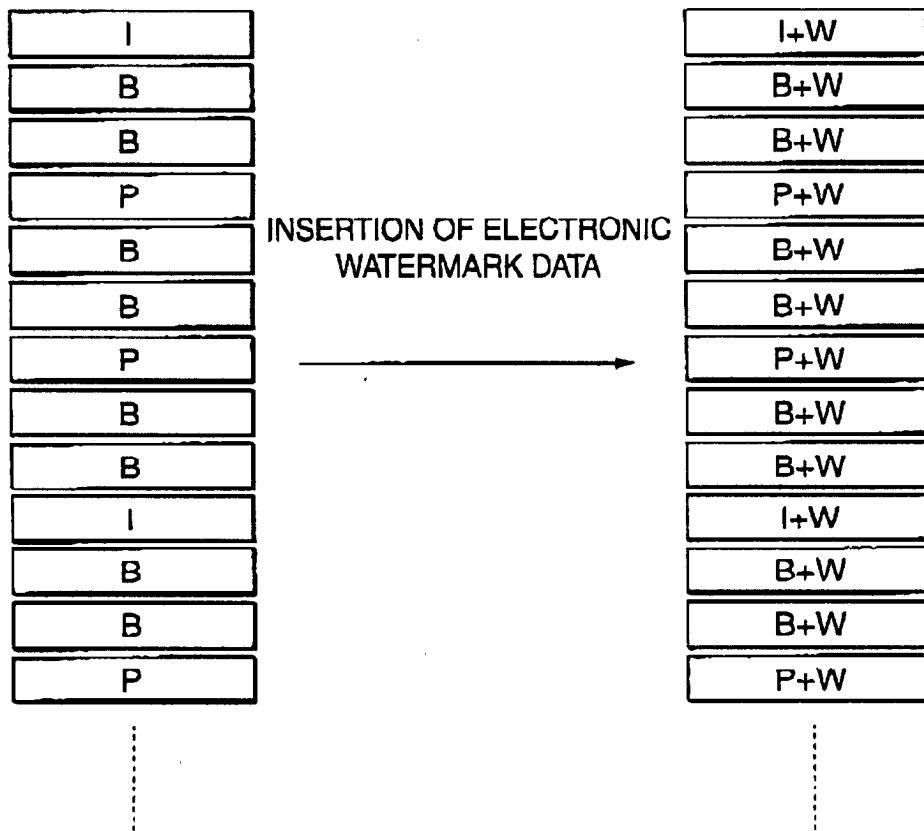 I
B
B
P
B
B
P
B
B
I
B
B
P
INSERTION OF ELECTRONIC
WATERMARK DATA
I+W
B+W
B+W
P+W
B+W
B+W
P+W
B+W
B+W
I+W
B+W
B+W
P+W